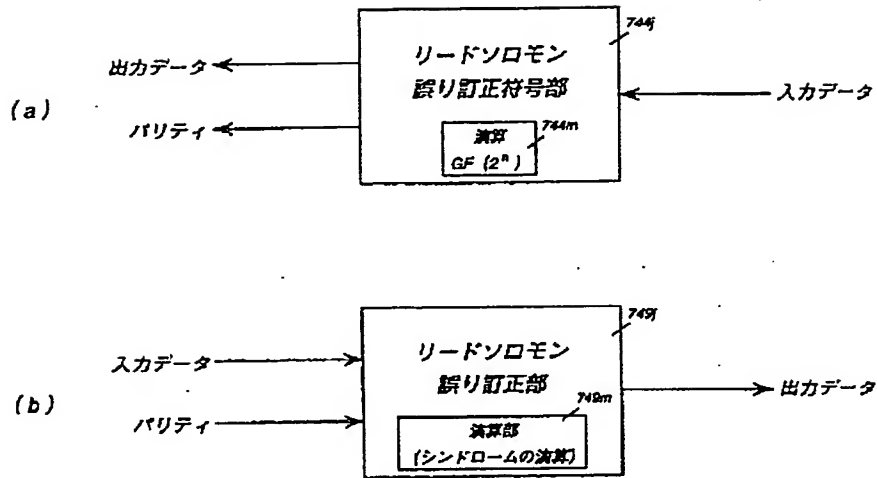 (a)
744j
リードソロモン
誤り訂正符号部
出力データ
入力データ
パリティ
744m
演算
GF (2ⁿ)
(b)
749j
リードソロモン
誤り訂正部
入力データ
出力データ
パリティ
749m
演算部
(シンドロームの演算)